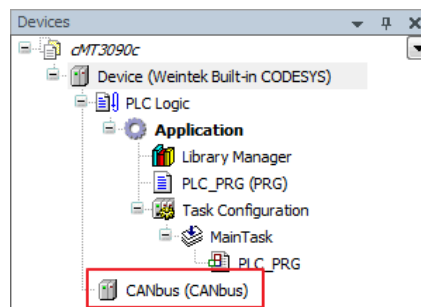 Devices
cMT3090c
Device (Weintek Built-in CODESYS)
PLC Logic
Application
Library Manager
PLC_PRG (PRG)
Task Configuration
MainTask
PLC_PRG
CANbus (CANbus)